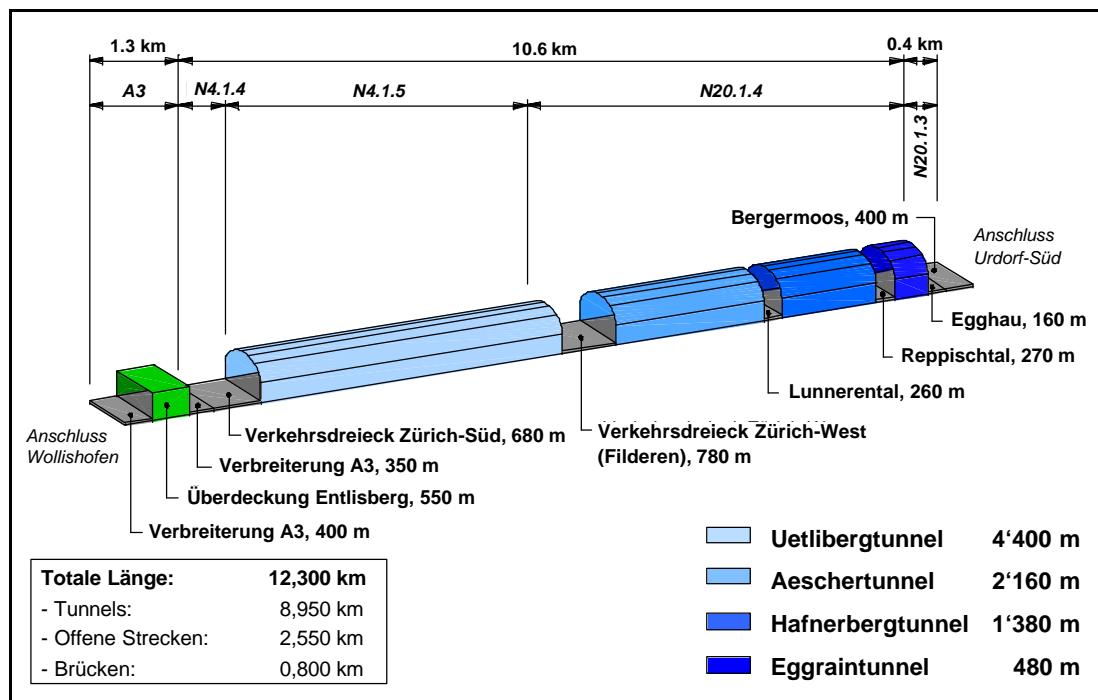 1.3 km
10.6 km
0.4 km
A3
N4.1.4
N4.1.5
N20.1.4
N20.1.3
Bergermoos, 400 m
Anschluss
Urdorf-Süd
Egghau, 160 m
Reppischtal, 270 m
Lunnerental, 260 m
Anschluss
Wollishofen
Verkehrsdreieck Zürich-Süd, 680 m
Verkehrsdreieck Zürich-West
(Filderen), 780 m
Verbreiterung A3, 350 m
Überdeckung Entlisberg, 550 m
Verbreiterung A3, 400 m
Totale Länge: 12,300 km
- Tunnels: 8,950 km
- Offene Strecken: 2,550 km
- Brücken: 0,800 km
Uetlibergtunnel 4‘400 m
Aeschertunnel 2‘160 m
Hafnerbergtunnel 1‘380 m
Eggraintunnel 480 m